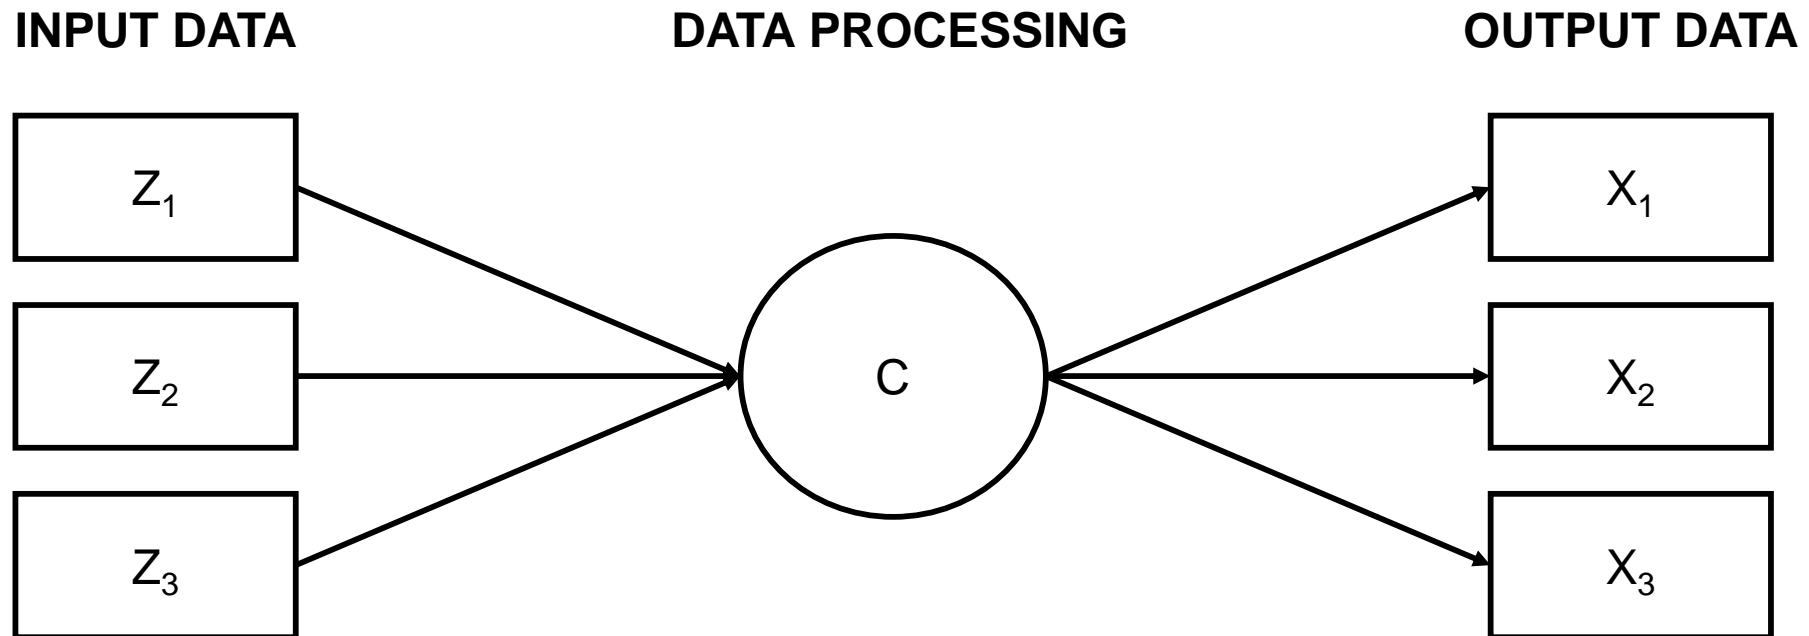 INPUT DATA DATA PROCESSING OUTPUT DATA
Z₁ X₁
Z₂ C X₂
Z₃ X₃